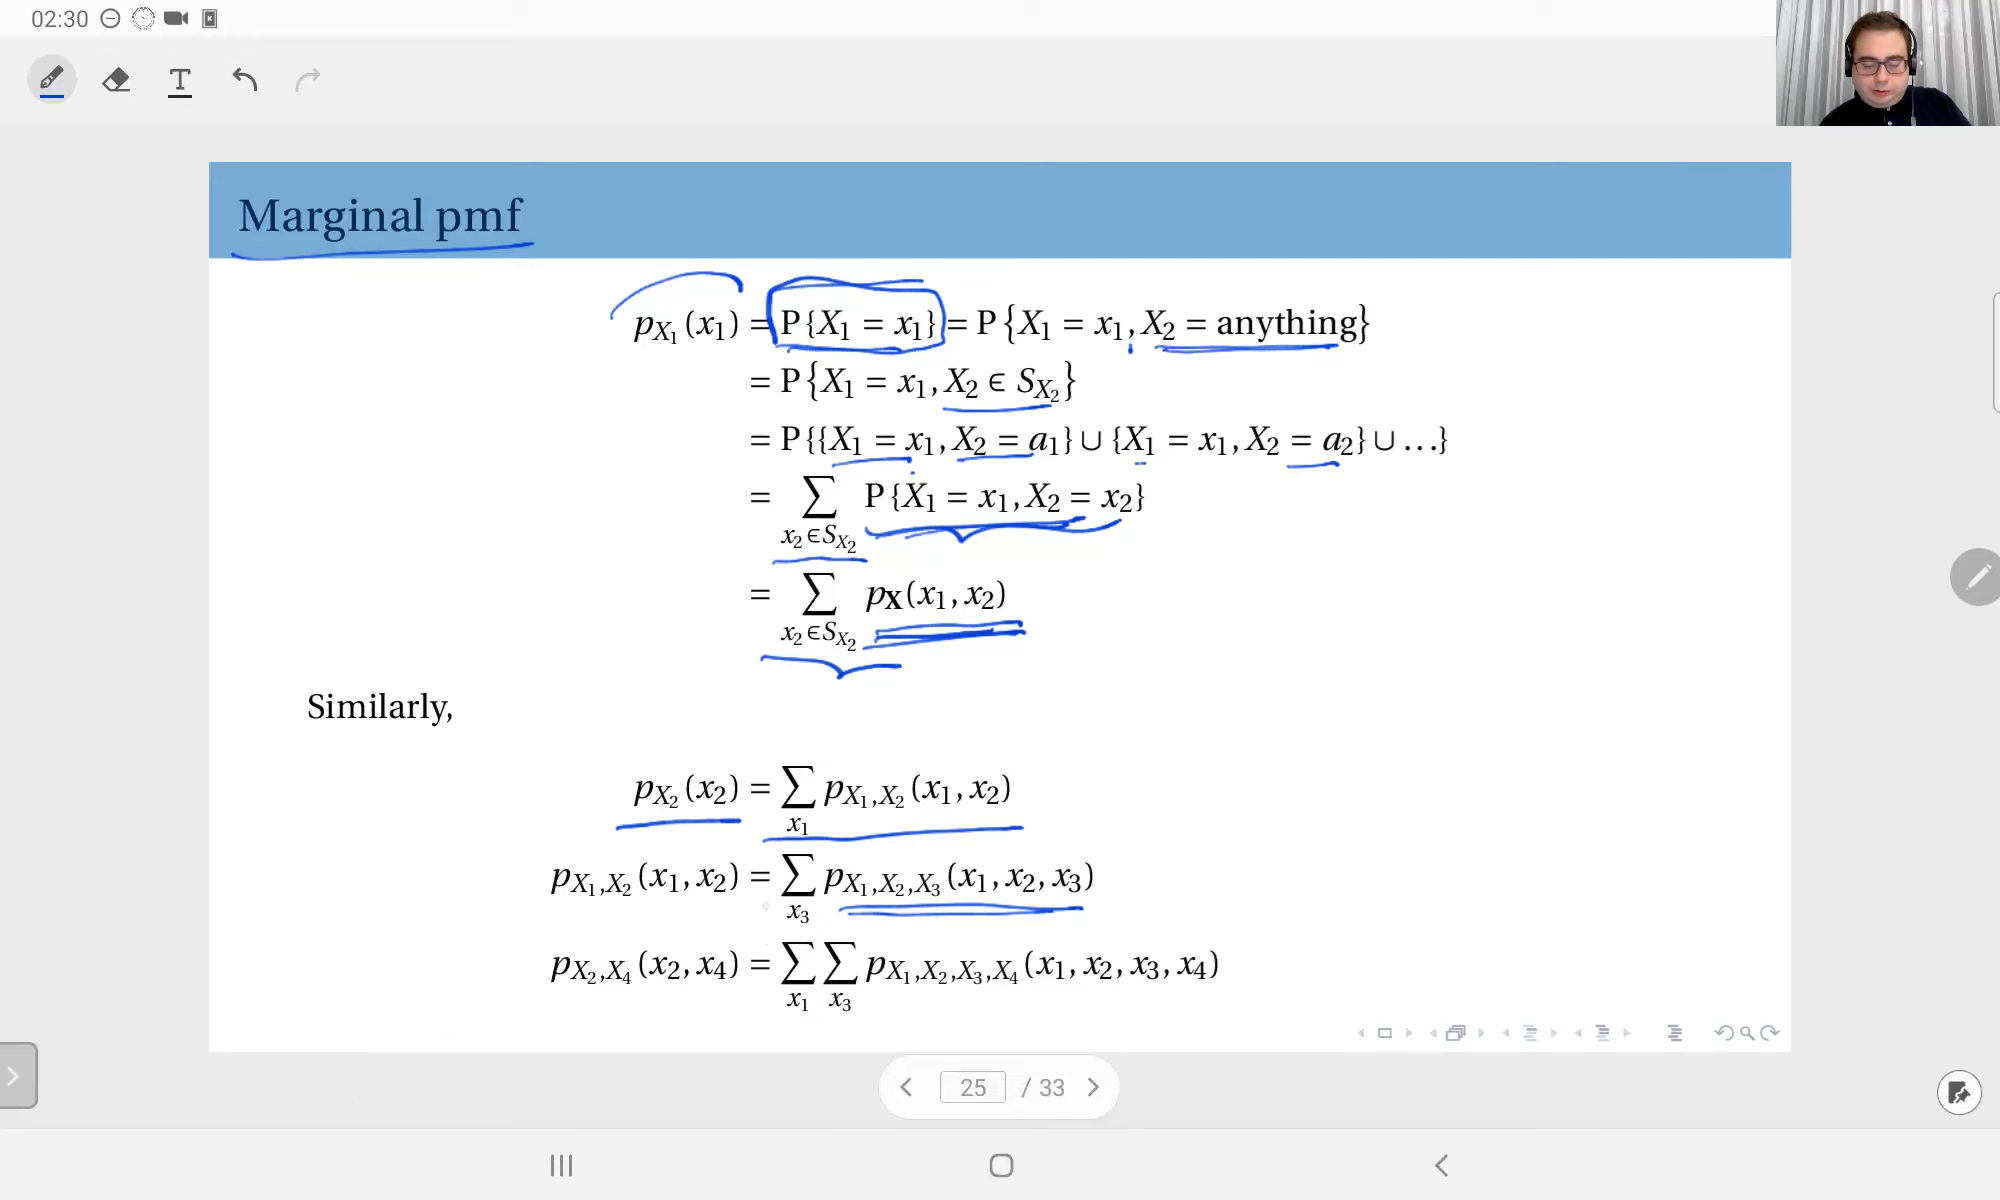 02:30
Marginal pmf
p_{X_1}(x_1) = P{X_1 = x_1} = P{X_1 = x_1, X_2 = anything}
= P{X_1 = x_1, X_2 ∈ S_{X_2}}
= P{{X_1 = x_1, X_2 = a_1} ∪ {X_1 = x_1, X_2 = a_2} ∪ ...}
= ∑_{x_2∈S_{X_2}} P{X_1 = x_1, X_2 = x_2}
= ∑_{x_2∈S_{X_2}} p_𝐗(x_1, x_2)
Similarly,
p_{X_2}(x_2) = ∑_{x_1} p_{X_1,X_2}(x_1, x_2)
p_{X_1,X_2}(x_1, x_2) = ∑_{x_3} p_{X_1,X_2,X_3}(x_1, x_2, x_3)
p_{X_2,X_4}(x_2, x_4) = ∑_{x_1} ∑_{x_3} p_{X_1,X_2,X_3,X_4}(x_1, x_2, x_3, x_4)
25 / 33